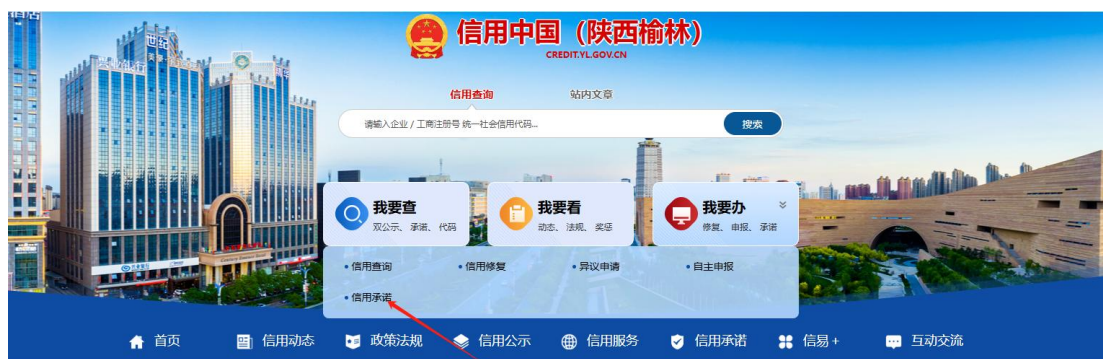 信用中国（陕西榆林）
CREDIT.YL.GOV.CN
信用查询 站内文章
请输入企业 / 工商注册号 统一社会信用代码... 搜索
我要查 我要看 我要办
双公示、承诺、代码 动态、法规、奖惩 修复、申报、承诺
• 信用查询 • 信用修复 • 异议申请 • 自主申报
• 信用承诺
首页 信用动态 政策法规 信用公示 信用服务 信用承诺 信易+ 互动交流